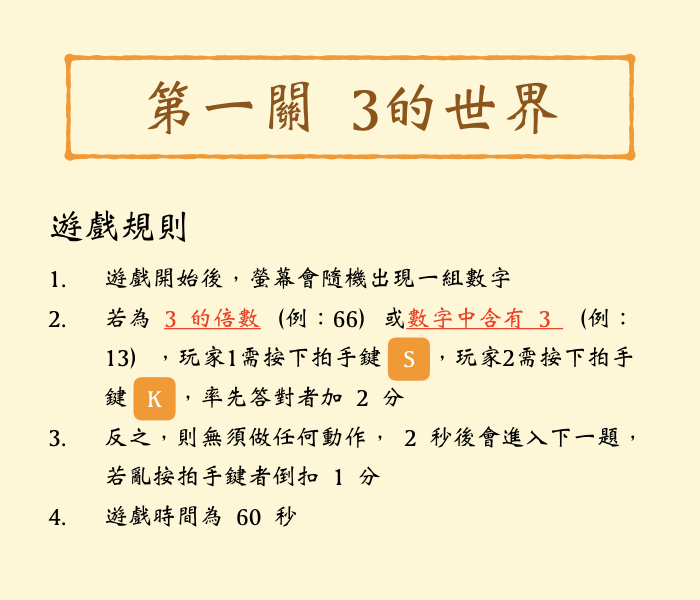 第一關 3的世界
遊戲規則
1. 遊戲開始後，螢幕會隨機出現一組數字
2. 若為 3 的倍數 (例：66) 或數字中含有 3 (例：
13) ，玩家1需按下拍手鍵 S ，玩家2需按下拍手
鍵 K ，率先答對者加 2 分
3. 反之，則無須做任何動作， 2 秒後會進入下一題，
若亂按拍手鍵者倒扣 1 分
4. 遊戲時間為 60 秒